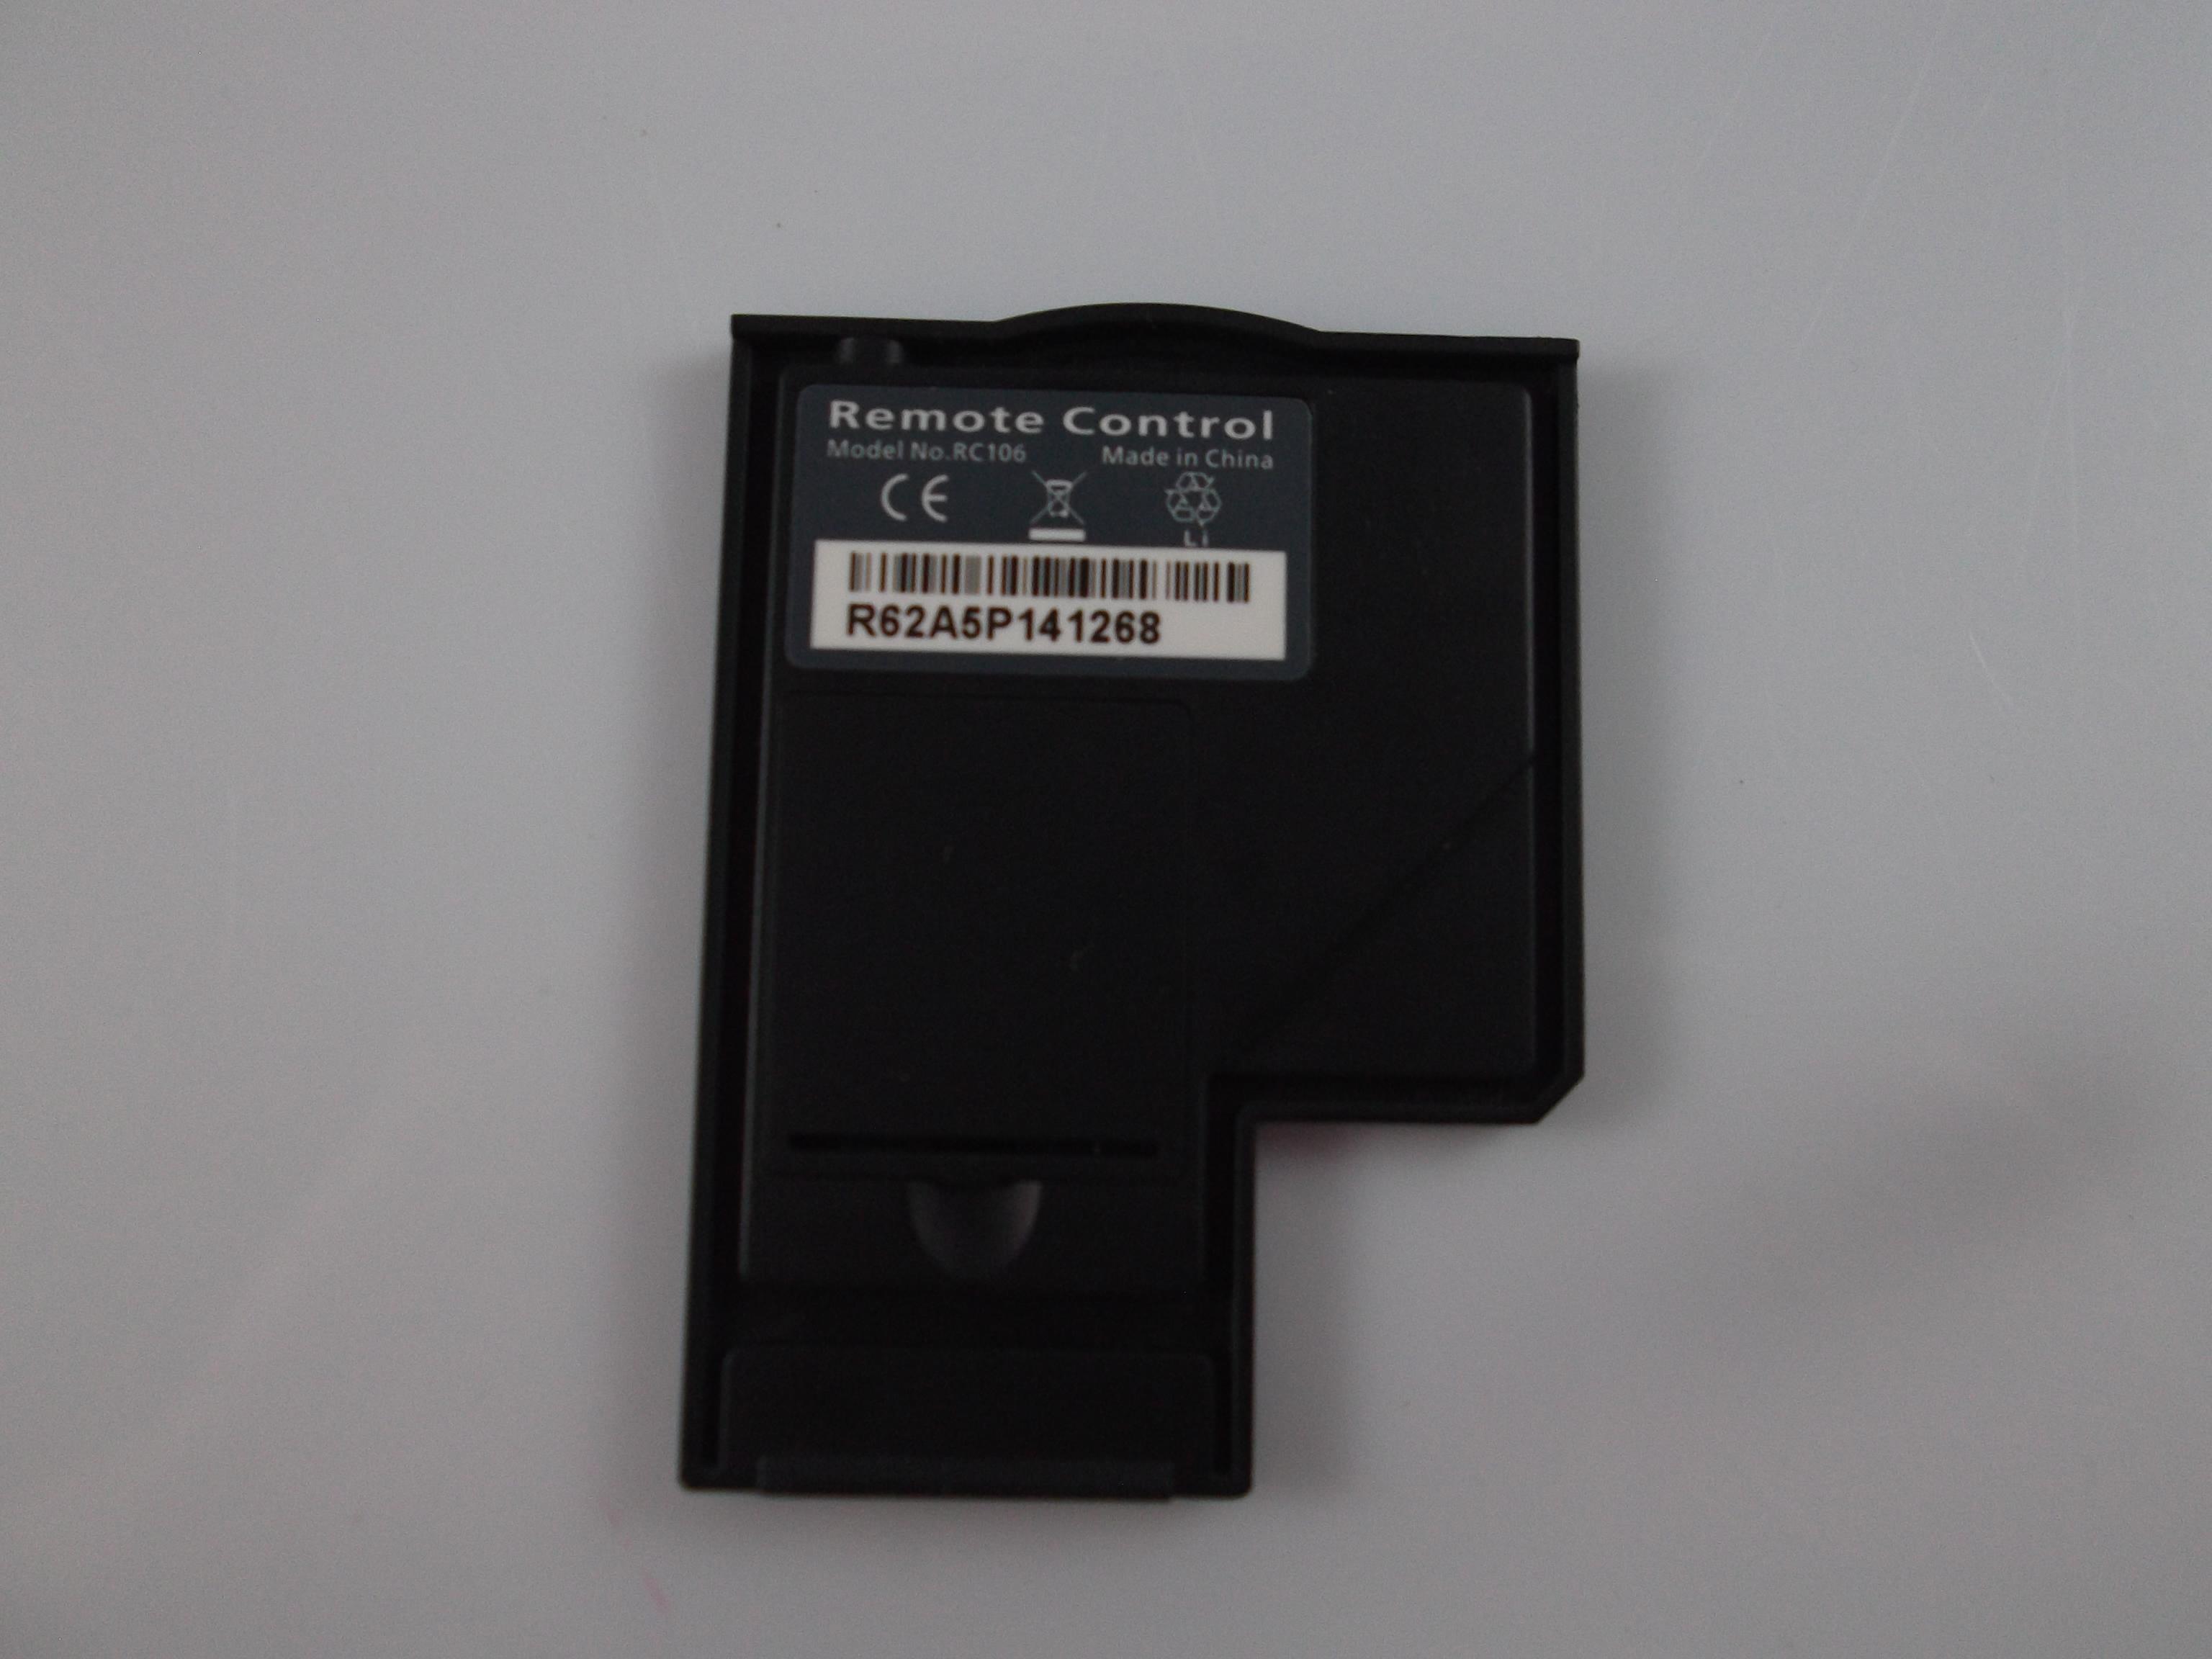 Remote Control
Model No.RC106 Made in China
CE
Li
R62A5P141268